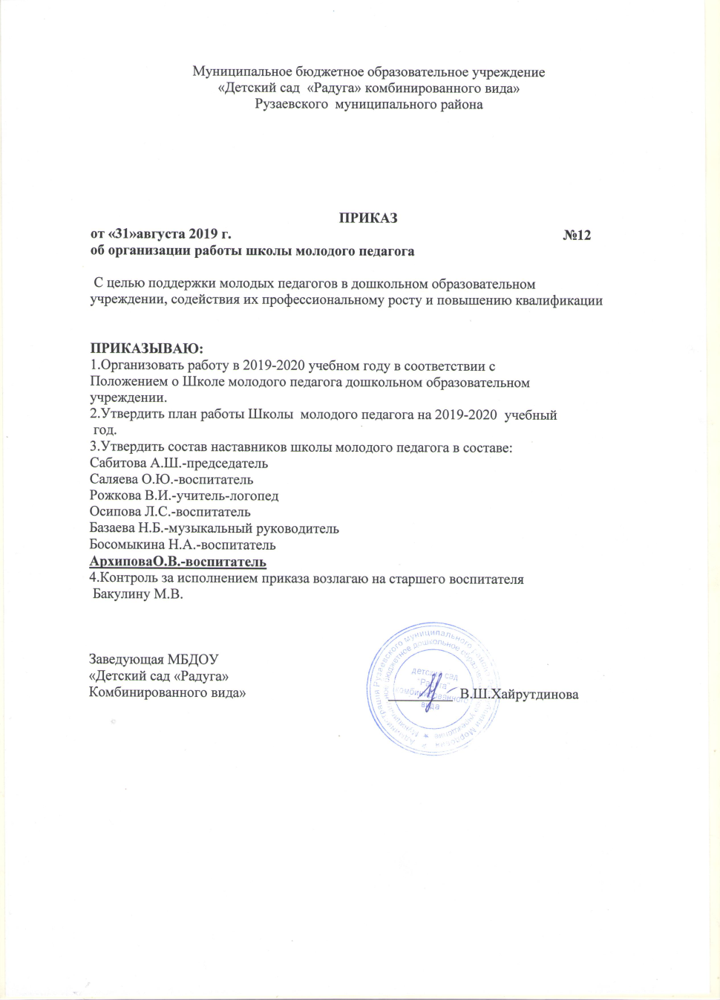 Муниципальное бюджетное образовательное учреждение
«Детский сад  «Радуга» комбинированного вида»
Рузаевского  муниципального района
ПРИКАЗ
от «31»августа 2019 г. №12
об организации работы школы молодого педагога
С целью поддержки молодых педагогов в дошкольном образовательном
учреждении, содействия их профессиональному росту и повышению квалификации
ПРИКАЗЫВАЮ:
1.Организовать работу в 2019-2020 учебном году в соответствии с
Положением о Школе молодого педагога дошкольном образовательном
учреждении.
2.Утвердить план работы Школы  молодого педагога на 2019-2020  учебный
год.
3.Утвердить состав наставников школы молодого педагога в составе:
Сабитова А.Ш.-председатель
Саляева О.Ю.-воспитатель
Рожкова В.И.-учитель-логопед
Осипова Л.С.-воспитатель
Базаева Н.Б.-музыкальный руководитель
Босомыкина Н.А.-воспитатель
АрхиповаО.В.-воспитатель
4.Контроль за исполнением приказа возлагаю на старшего воспитателя
Бакулину М.В.
Заведующая МБДОУ
«Детский сад «Радуга»
Комбинированного вида» В.Ш.Хайрутдинова
Рузаевского муниципального
бюджетное дошкольное
детский сад
"Радуга"
комбинированного
вида